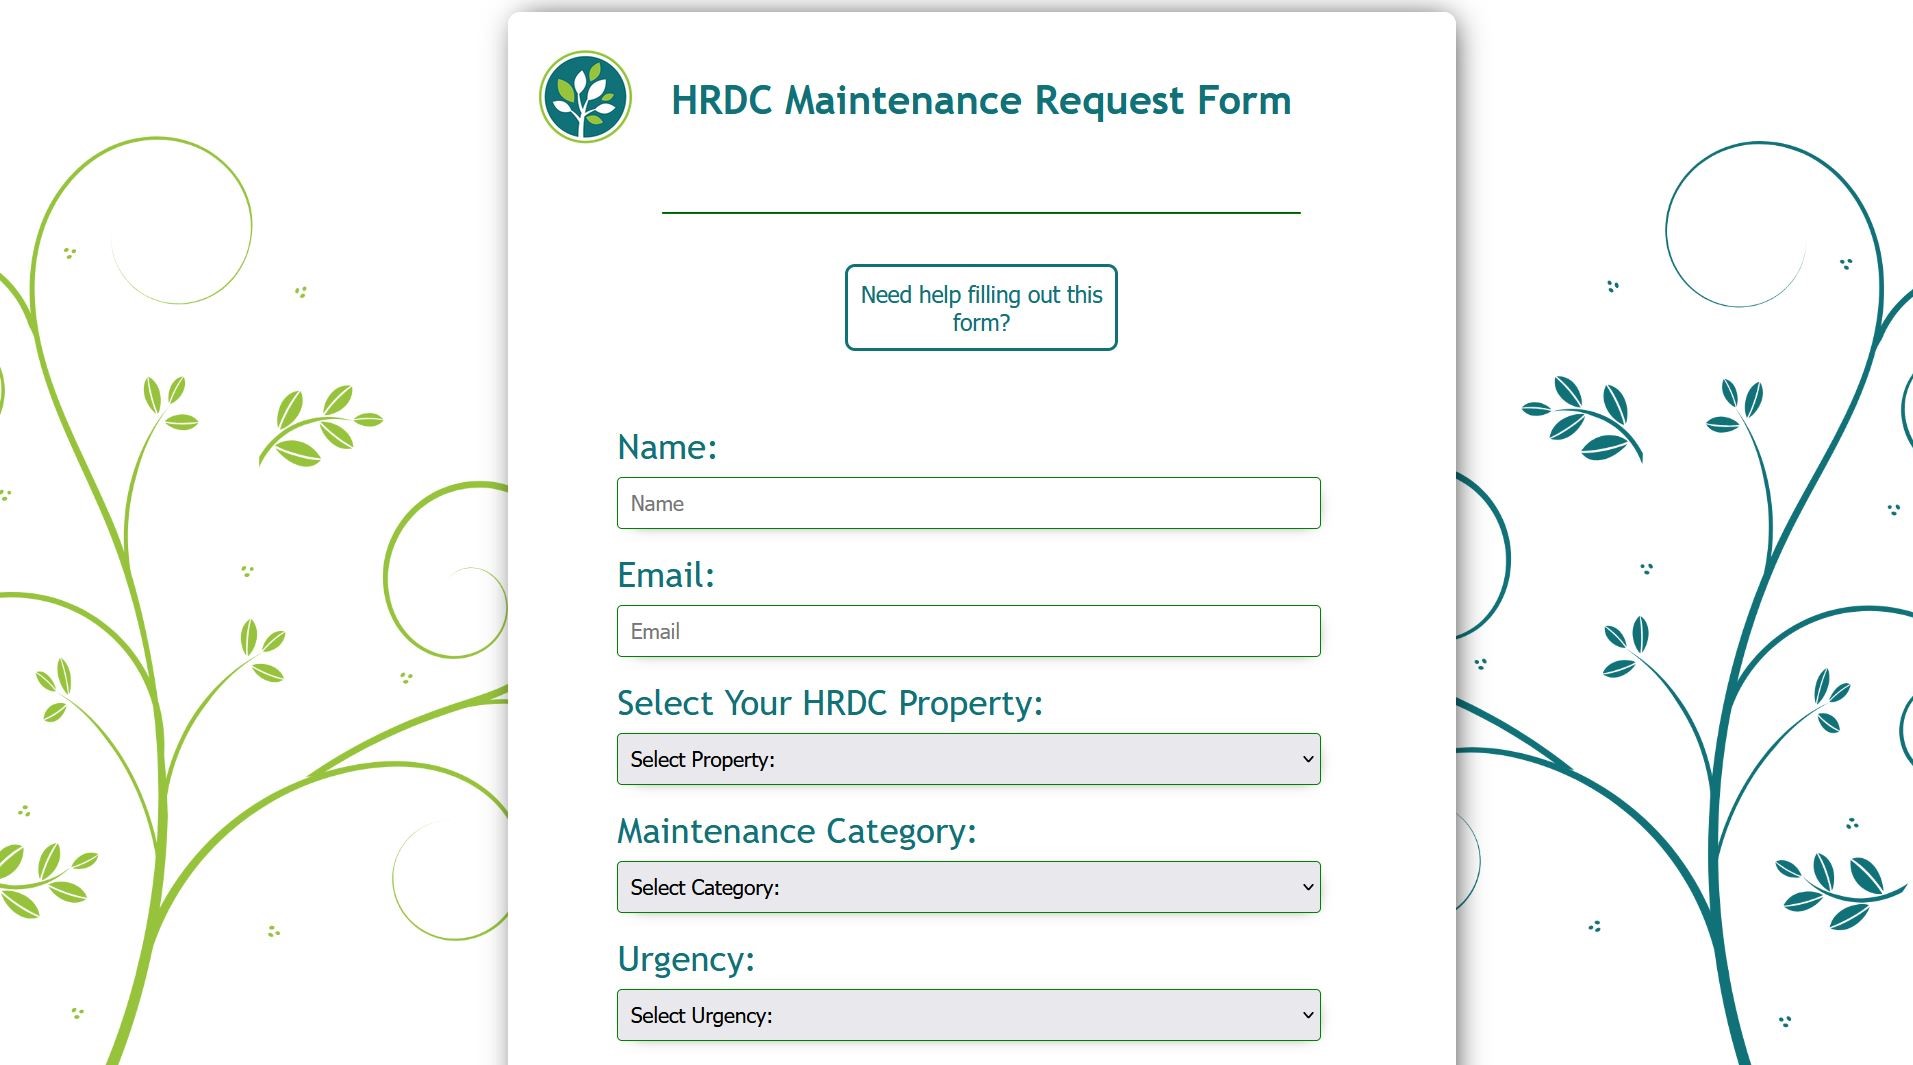 HRDC Maintenance Request Form
Need help filling out this
form?
Name:
Name
Email:
Email
Select Your HRDC Property:
Select Property:
Maintenance Category:
Select Category:
Urgency:
Select Urgency: